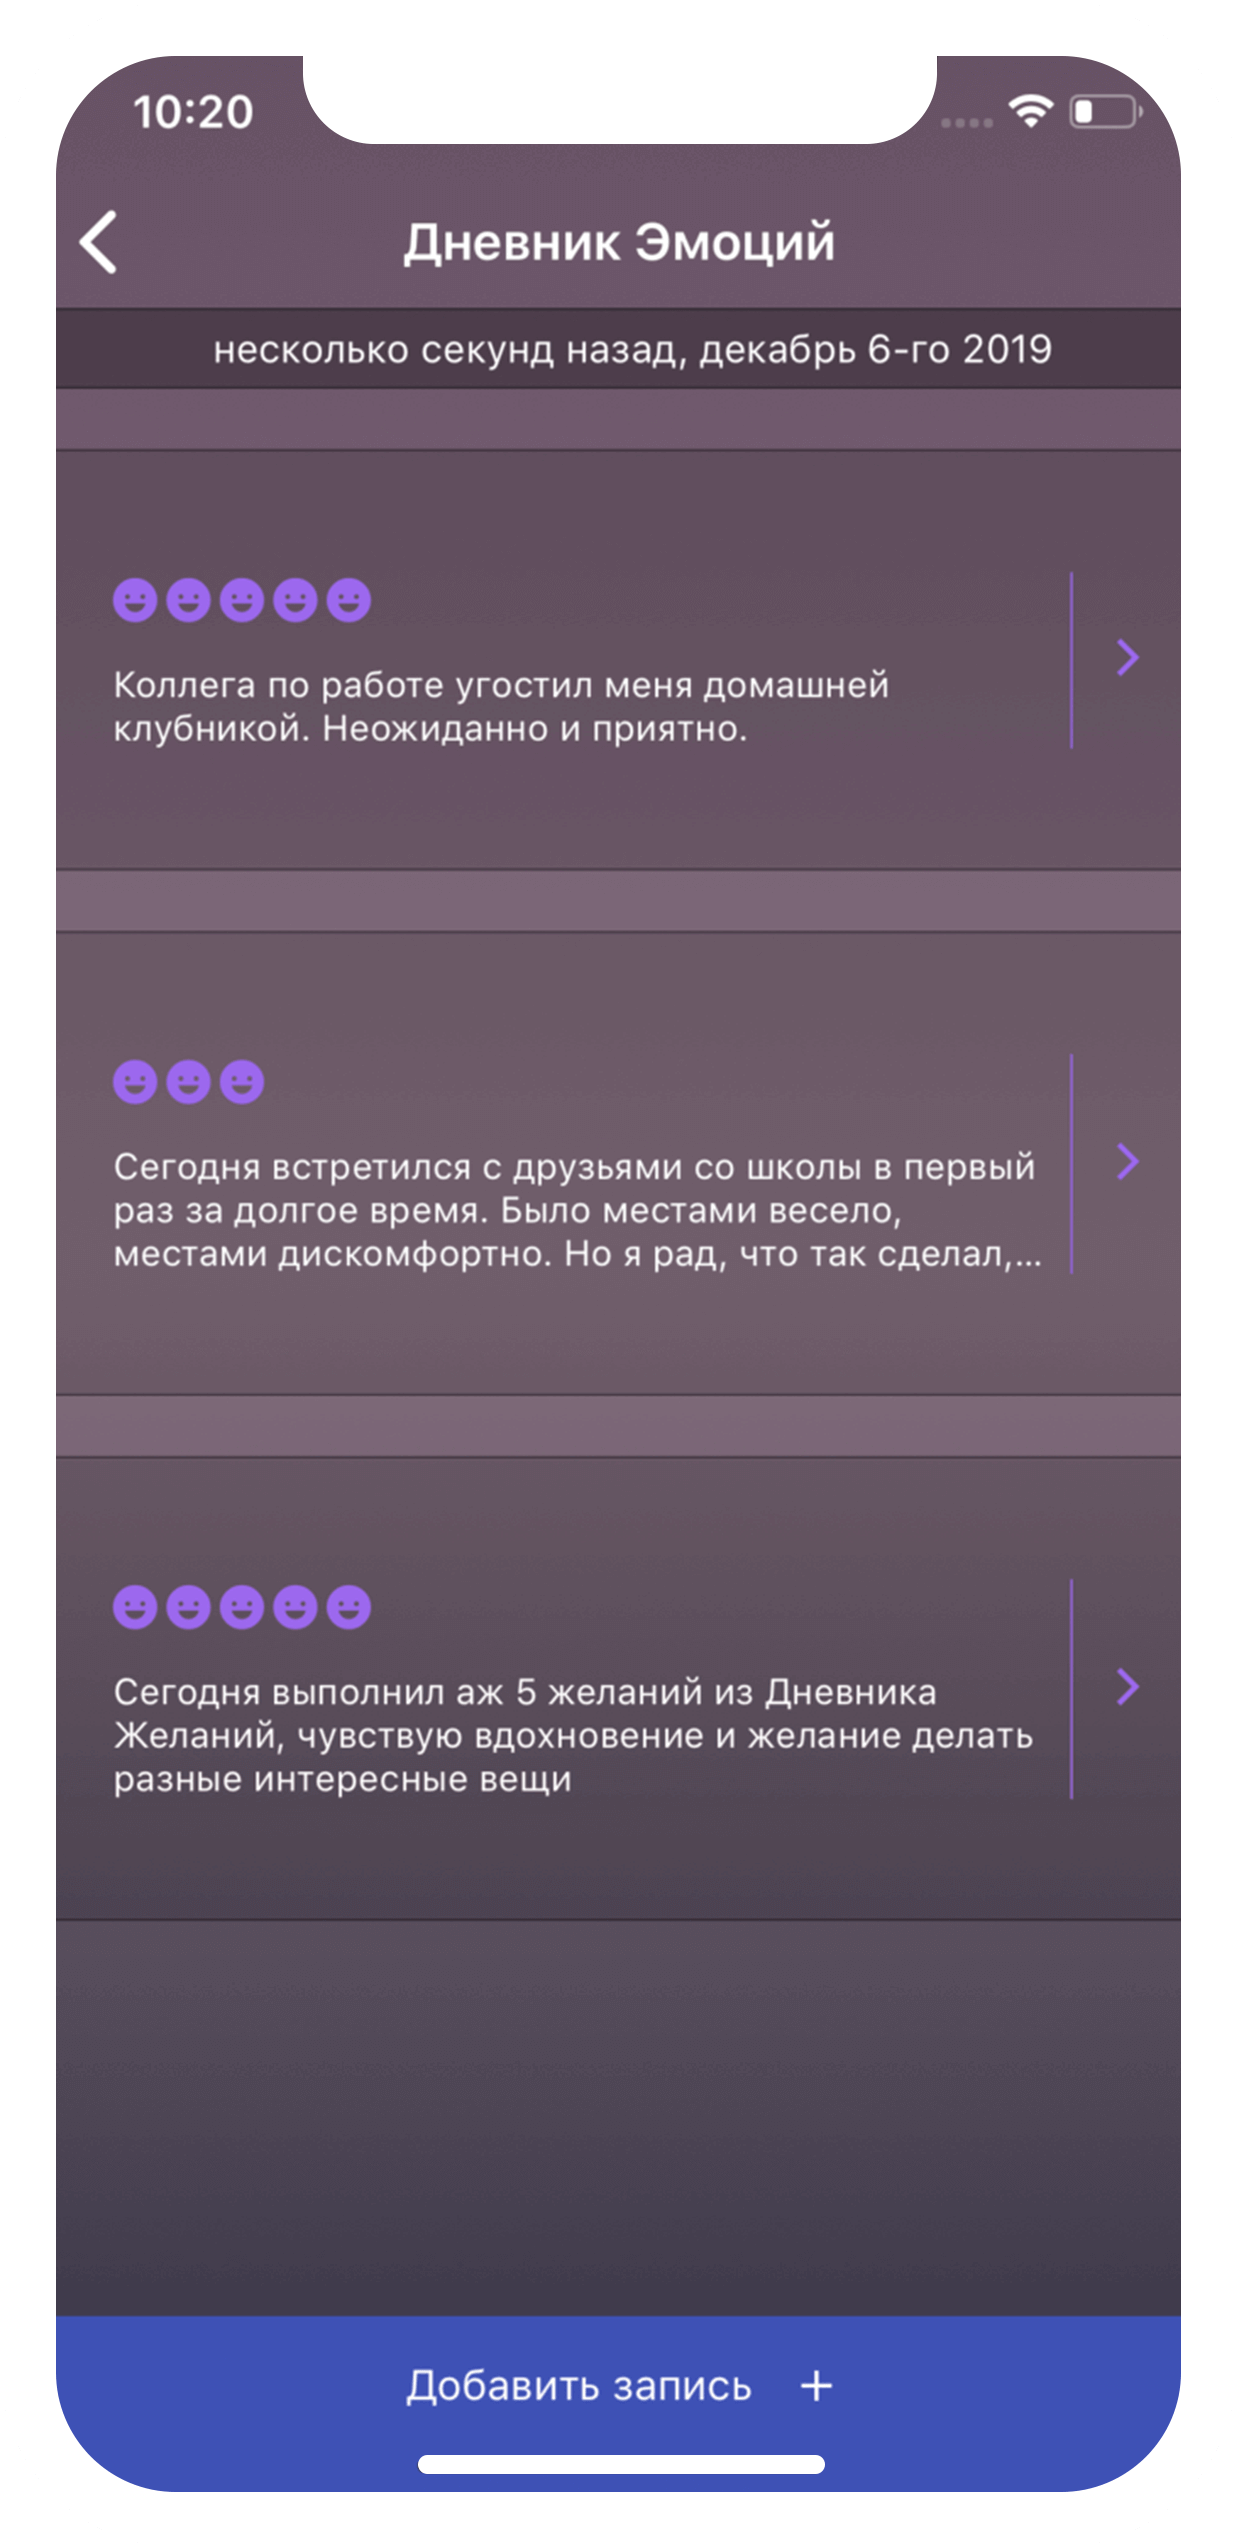 10:20
Дневник Эмоций
несколько секунд назад, декабрь 6-го 2019
Коллега по работе угостил меня домашней
клубникой. Неожиданно и приятно.
Сегодня встретился с друзьями со школы в первый
раз за долгое время. Было местами весело,
местами дискомфортно. Но я рад, что так сделал,...
Сегодня выполнил аж 5 желаний из Дневника
Желаний, чувствую вдохновение и желание делать
разные интересные вещи
Добавить запись +